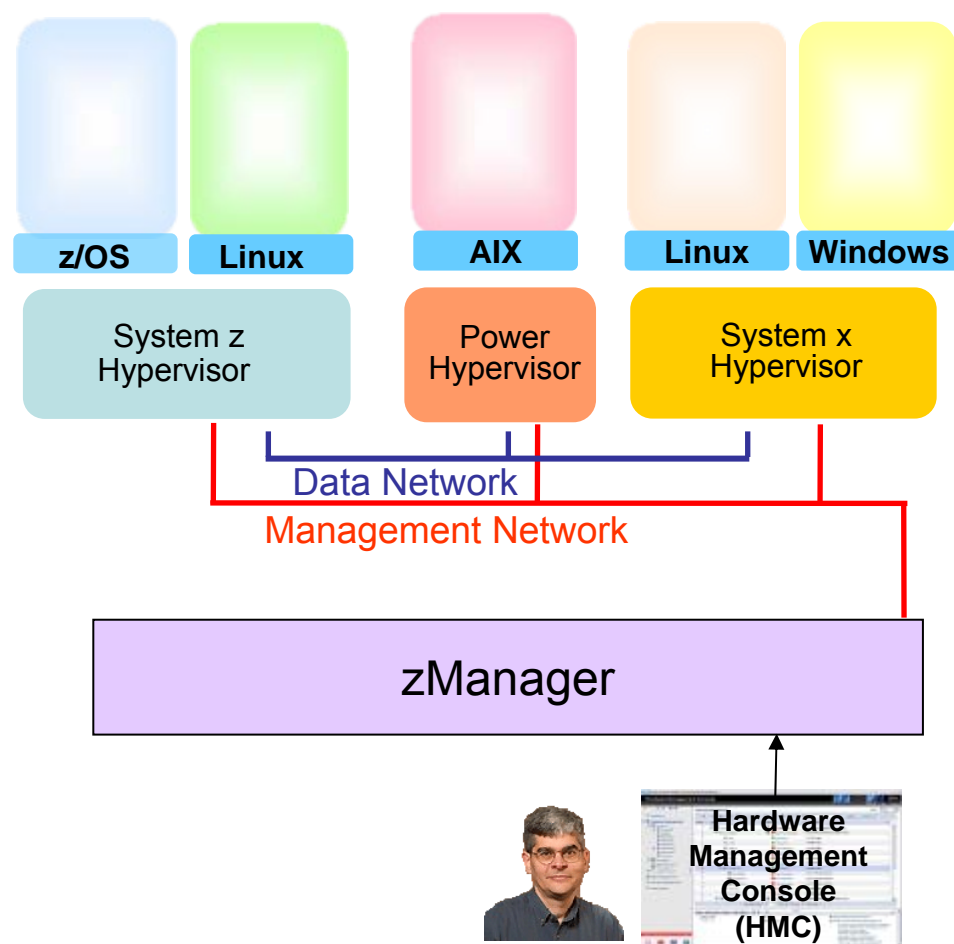 z/OS
Linux
AIX
Linux
Windows
System z
Hypervisor
Power
Hypervisor
System x
Hypervisor
Data Network
Management Network
zManager
Hardware
Management
Console
(HMC)